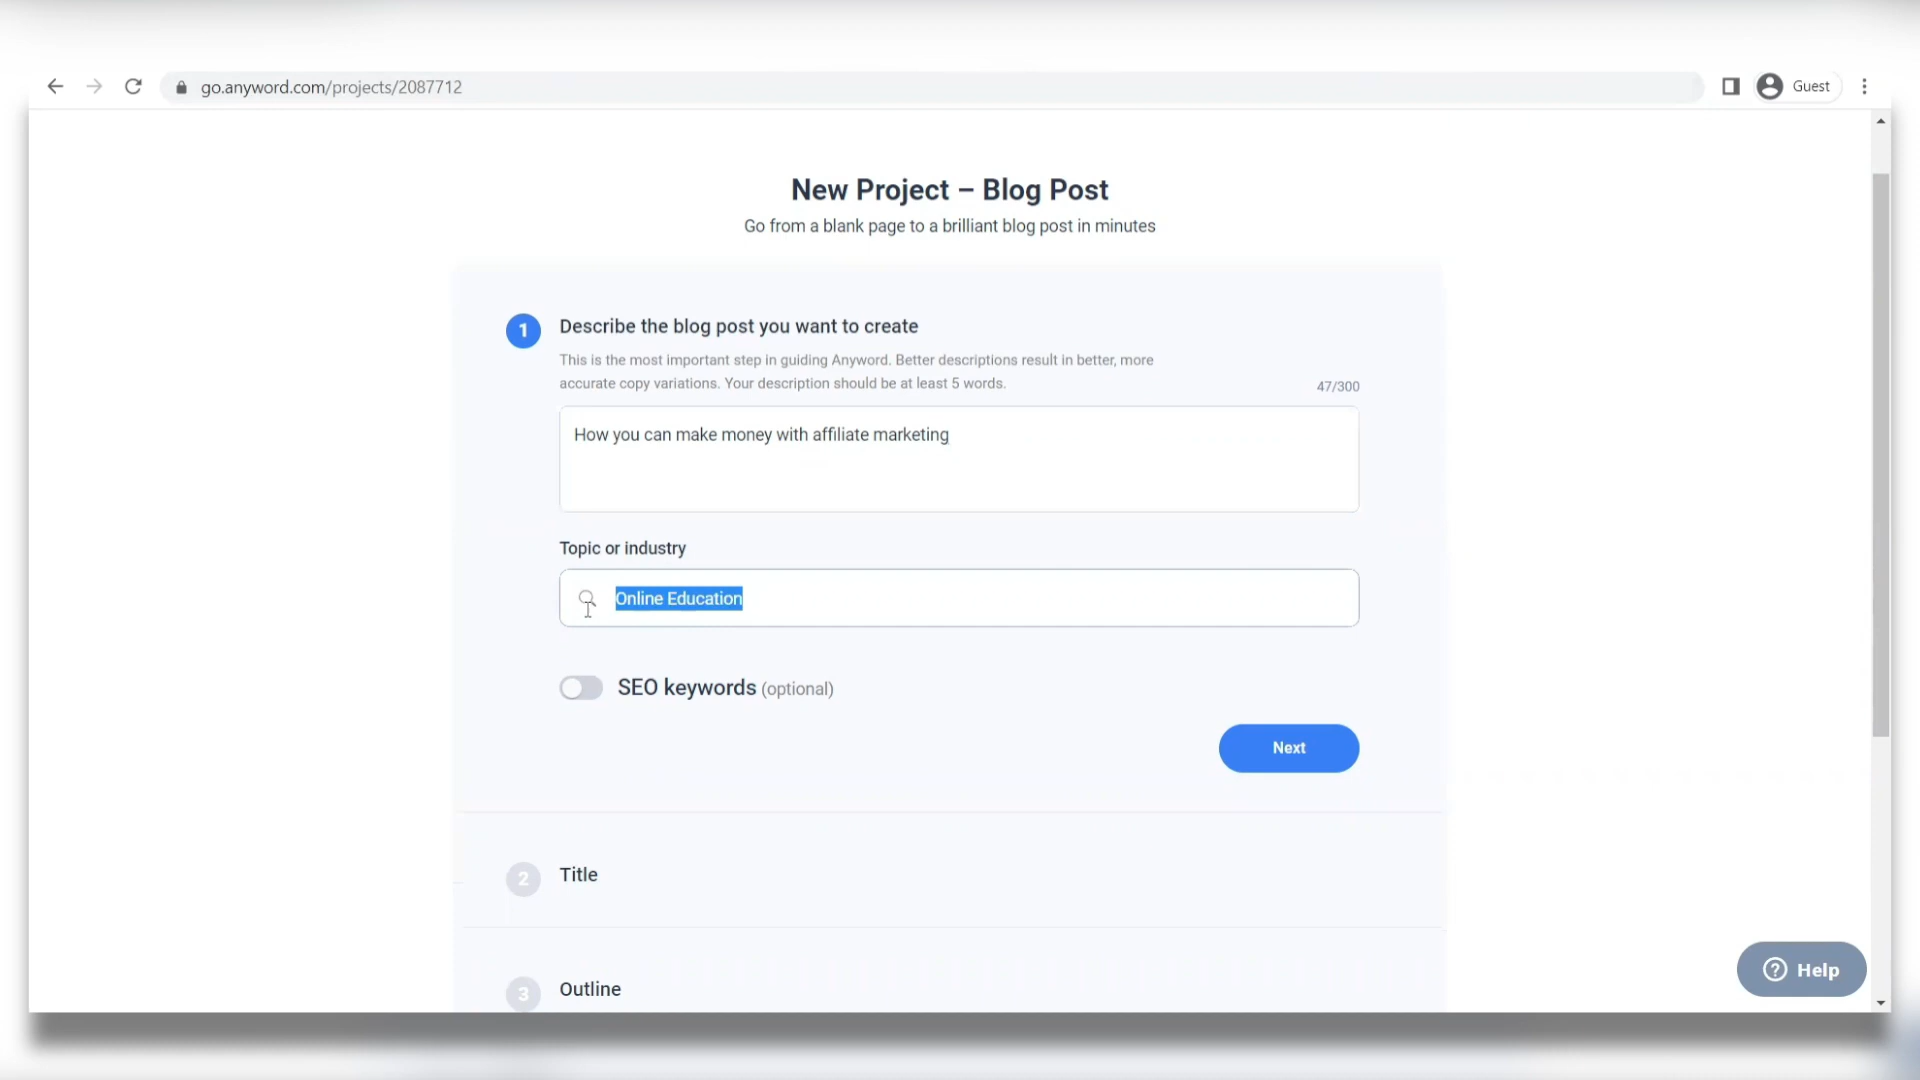 go.anyword.com/projects/2087712
Guest
New Project – Blog Post
Go from a blank page to a brilliant blog post in minutes
1
Describe the blog post you want to create
This is the most important step in guiding Anyword. Better descriptions result in better, more
accurate copy variations. Your description should be at least 5 words.
47/300
How you can make money with affiliate marketing
Topic or industry
Online Education
SEO keywords (optional)
Next
2
Title
3
Outline
? Help